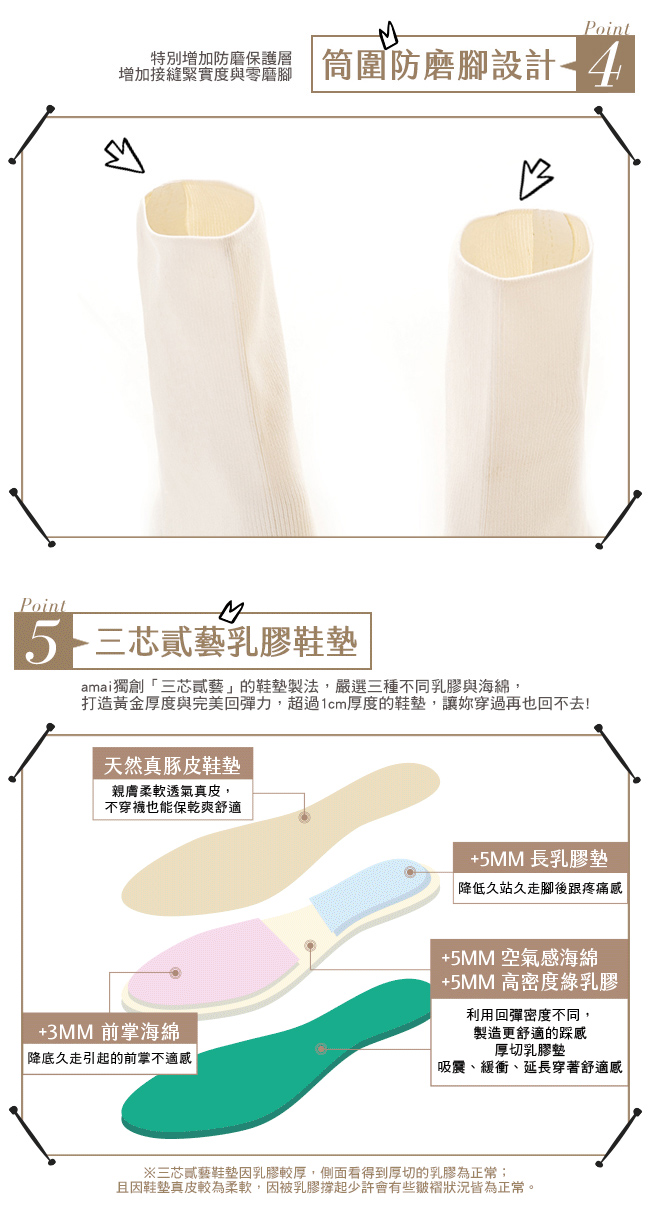 Point
4
筒圍防磨腳設計
特別增加防磨保護層
增加接縫緊實度與零磨腳
Point
5
三芯貳藝乳膠鞋墊
amai獨創「三芯貳藝」的鞋墊製法，嚴選三種不同乳膠與海綿，
打造黃金厚度與完美回彈力，超過1cm厚度的鞋墊，讓妳穿過再也回不去!
天然真豚皮鞋墊
親膚柔軟透氣真皮，
不穿襪也能保乾爽舒適
+5MM 長乳膠墊
降低久站久走腳後跟疼痛感
+5MM 空氣感海綿
+5MM 高密度綠乳膠
利用回彈密度不同，
製造更舒適的踩感
厚切乳膠墊
吸震、緩衝、延長穿著舒適感
+3MM 前掌海綿
降底久走引起的前掌不適感
※三芯貳藝鞋墊因乳膠較厚，側面看得到厚切的乳膠為正常；
且因鞋墊真皮較為柔軟，因被乳膠撐起少許會有些皺褶狀況皆為正常。